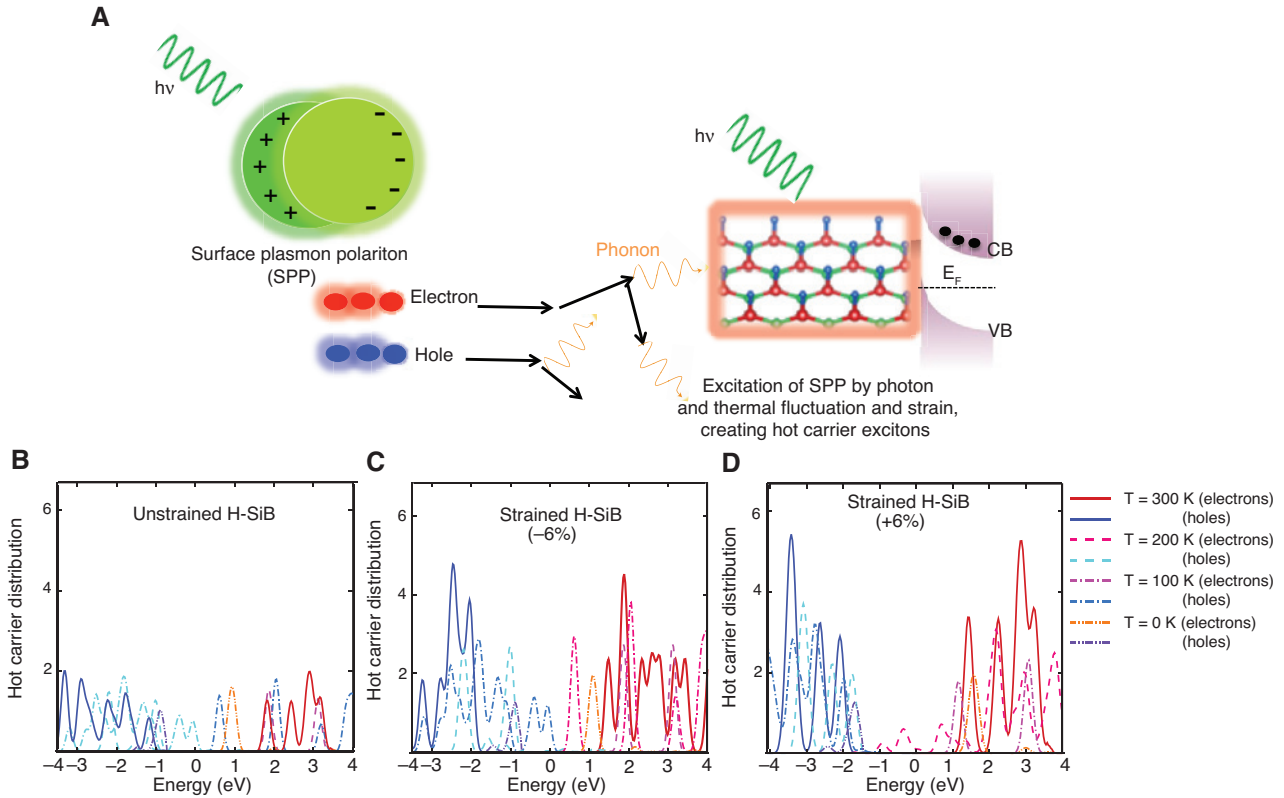 A
hν
+ + + + +
- - - - -
Surface plasmon polariton
(SPP)
Electron
Hole
Phonon
hν
CB
E_F
VB
Excitation of SPP by photon
and thermal fluctuation and strain,
creating hot carrier excitons
B
Unstrained H-SiB
Hot carrier distribution
6
4
2
–4 –3 –2 –1 0 1 2 3 4
Energy (eV)
C
Strained H-SiB
(–6%)
Hot carrier distribution
6
4
2
–4 –3 –2 –1 0 1 2 3 4
Energy (eV)
D
Strained H-SiB
(+6%)
Hot carrier distribution
6
4
2
–4 –3 –2 –1 0 1 2 3 4
Energy (eV)
T = 300 K (electrons)
(holes)
T = 200 K (electrons)
(holes)
T = 100 K (electrons)
(holes)
T = 0 K (electrons)
(holes)